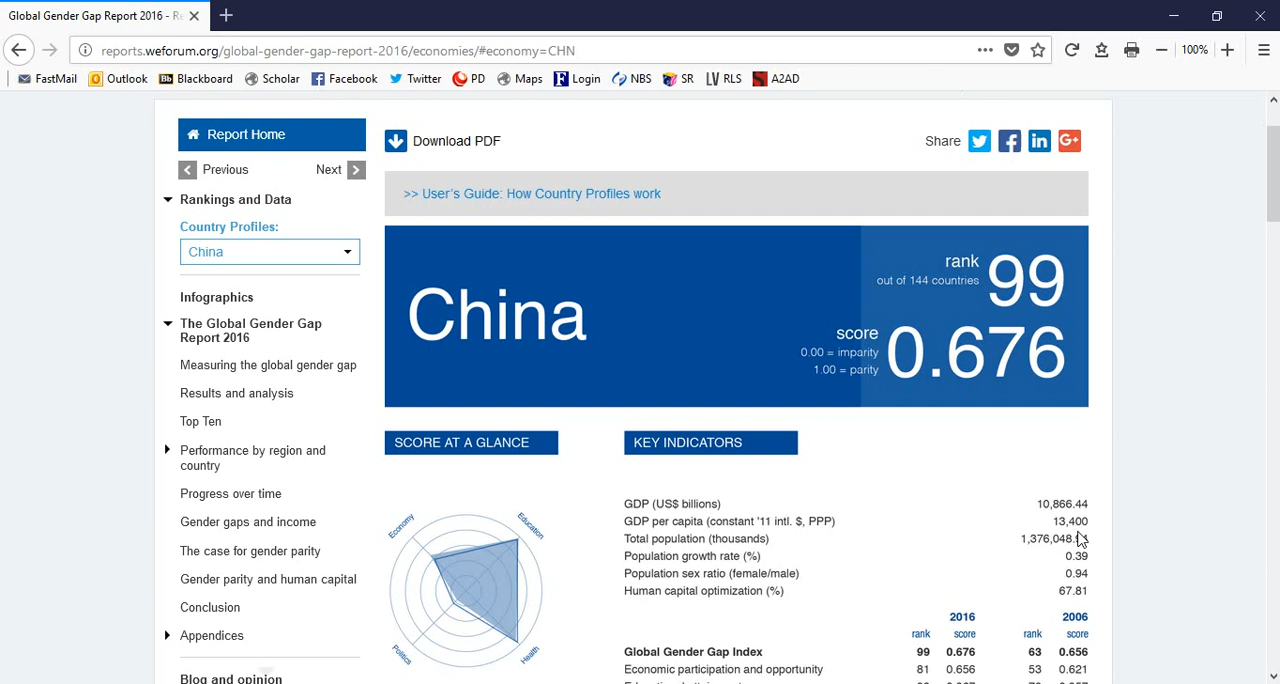 Global Gender Gap Report 2016 - Re
reports.weforum.org/global-gender-gap-report-2016/economies/#economy=CHN
100%
FastMail Outlook Blackboard Scholar Facebook Twitter PD Maps Login NBS SR RLS A2AD
Report Home
Previous Next
Rankings and Data
Country Profiles:
China
Infographics
The Global Gender Gap
Report 2016
Measuring the global gender gap
Results and analysis
Top Ten
Performance by region and
country
Progress over time
Gender gaps and income
The case for gender parity
Gender parity and human capital
Conclusion
Appendices
Blog and opinion
Download PDF
Share
>> User's Guide: How Country Profiles work
China
rank
out of 144 countries
99
score
0.00 = imparity
1.00 = parity
0.676
SCORE AT A GLANCE
Economy
Education
Politics
Health
KEY INDICATORS
GDP (US$ billions) 10,866.44
GDP per capita (constant '11 intl. $, PPP) 13,400
Total population (thousands)
Population growth rate (%) 0.39
Population sex ratio (female/male) 0.94
Human capital optimization (%) 67.81
2016 2006
rank score rank score
Global Gender Gap Index 99 0.676 63 0.656
Economic participation and opportunity 81 0.656 53 0.621